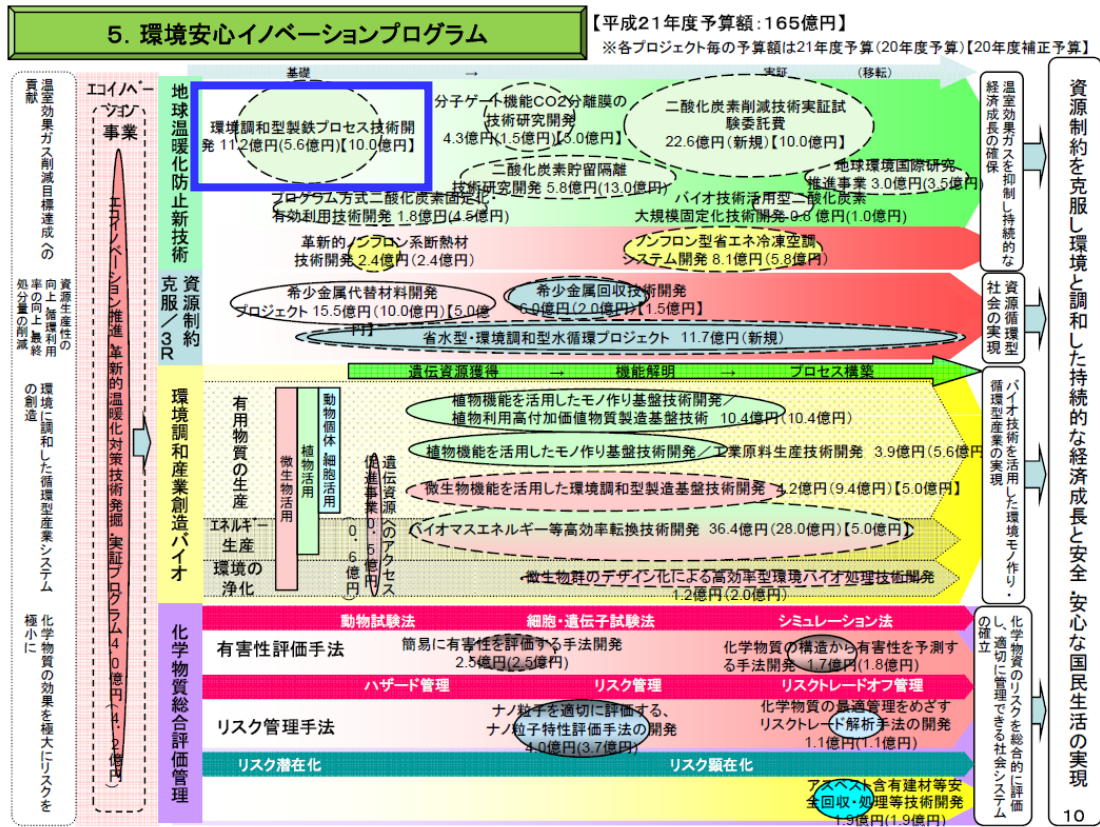 5．環境安心イノベーションプログラム
【平成21年度予算額：165億円】
※各プロジェクト毎の予算額は21年度予算（20年度予算）【20年度補正予算】
温室効果ガス削減目標達成への
貢献
資源生産性の
向上・循環利用
率の向上・最終
処分量の削減
環境に調和した循環型産業システム
の創造
化学物質の効果を極大にリスクを
極小に
エコイノベー
ション
事業
エコイノベーション推進・革新的温暖化対策技術発掘・実証プログラム4.0億円(4.2億円)
地球温暖化防止新技術
基礎
→
実証
（移転）
環境調和型製鉄プロセス技術開
発 11.2億円(5.6億円)【10.0億円】
分子ゲート機能CO2分離膜の
技術研究開発
4.3億円(1.5億円)【5.0億円】
二酸化炭素削減技術実証試
験委託費
22.6億円(新規)【10.0億円】
二酸化炭素貯留隔離
技術研究開発 5.8億円(13.0億円)
地球環境国際研究
推進事業 3.0億円(3.5億円)
プログラム方式二酸化炭素固定化・
有効利用技術開発 1.8億円(4.5億円)
バイオ技術活用型二酸化炭素
大規模固定化技術開発 0.8 億円(1.0億円)
革新的ノンフロン系断熱材
技術開発 2.4億円(2.4億円)
ノンフロン型省エネ冷凍空調
システム開発 8.1億円(5.8億円)
資源制約
克服／3R
希少金属代替材料開発
プロジェクト 15.5億円(10.0億円)【5.0億
円】
希少金属回収技術開発
6.0億円(2.0億円)【1.5億円】
省水型・環境調和型水循環プロジェクト 11.7億円(新規)
環境調和産業創造バイオ
遺伝資源獲得 → 機能解明 → プロセス構築
有用物質の生産
エネルギー
生産
環境の
浄化
微生物活用
植物活用
動物個体・細胞活用
遺伝資源へのアクセス
促進事業0.5億円
(0.6億円)
植物機能を活用したモノ作り基盤技術開発／
植物利用高付加価値物質製造基盤技術 10.4億円(10.4億円)
植物機能を活用したモノ作り基盤技術開発／工業原料生産技術開発 3.9億円(5.6億円
微生物機能を活用した環境調和型製造基盤技術開発 4.2億円(9.4億円)【5.0億円】
バイオマスエネルギー等高効率転換技術開発 36.4億円(28.0億円)【5.0億円】
微生物群のデザイン化による高効率型環境バイオ処理技術開発
1.2億円(2.0億円)
化学物質総合評価管理
動物試験法
細胞・遺伝子試験法
シミュレーション法
有害性評価手法
簡易に有害性を評価する手法開発
2.5億円(2.5億円)
化学物質の構造から有害性を予測す
る手法開発 1.7億円(1.8億円)
ハザード管理
リスク管理
リスクトレードオフ管理
リスク管理手法
ナノ粒子を適切に評価する、
ナノ粒子特性評価手法の開発
4.0億円(3.7億円)
化学物質の最適管理をめざす
リスクトレード解析手法の開発
1.1億円(1.1億円)
リスク潜在化
リスク顕在化
アスベスト含有建材等安
全回収・処理等技術開発
1.9億円(1.9億円)
温室効果ガスを抑制し持続的な
経済成長の確保
資源循環型
社会の実現
バイオ技術を活用した環境モノ作り・
循環型産業の実現
化学物資のリスクを総合的に評価
し、適切に管理できる社会システム
の確立
資源制約を克服し環境と調和した持続的な経済成長と安全・安心な国民生活の実現
10